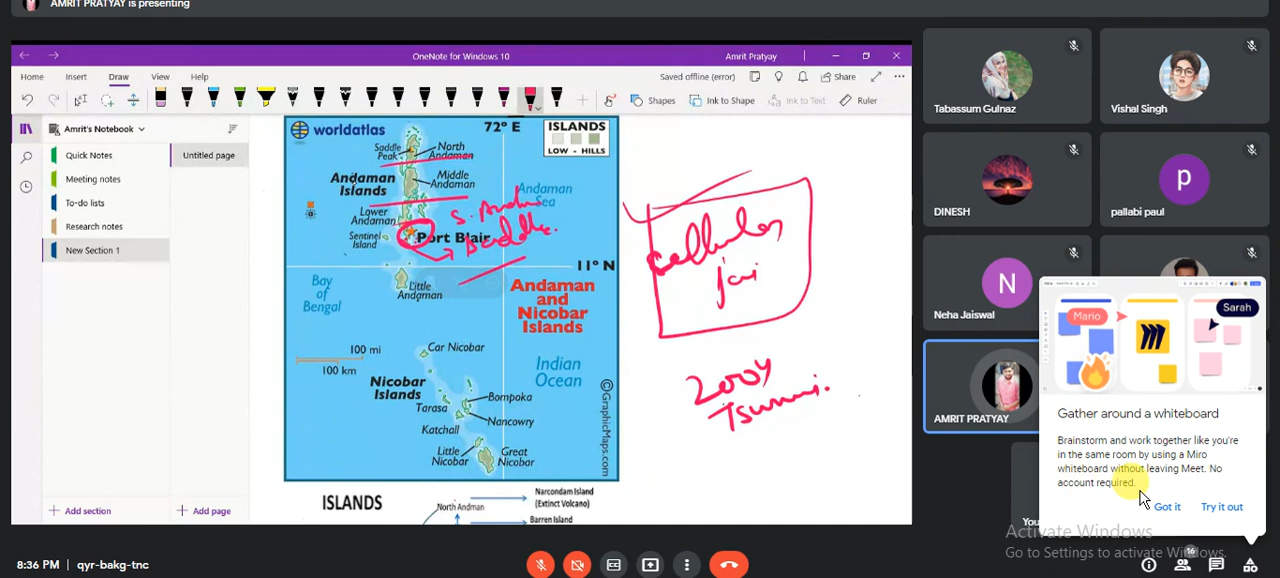 AMRIT PRATYAY is presenting
OneNote for Windows 10
Amrit Pratyay
Home Insert Draw View Help
Saved offline (error)
Share
Shapes
Ink to Shape
Ink to Text
Ruler
Amrit's Notebook
Quick Notes
Meeting notes
To-do lists
Research notes
New Section 1
Add section
Untitled page
Add page
worldatlas
72° E
ISLANDS
LOW - HILLS
Saddle
Peak
North
Andaman
Andaman
Islands
Middle
Andaman
Andaman
Sea
Lower
Andaman
S.
Sentinel
Island
Port Blair
Saddle.
11° N
Bay
of
Bengal
Little
Andaman
Andaman
and
Nicobar
Islands
100 mi
100 km
Car Nicobar
Indian
Ocean
Nicobar
Islands
Bompoka
Tarasa
Nancowry
Katchall
Little
Nicobar
Great
Nicobar
©GraphicMaps.com
Cellular
jai
2004
Tsunami.
ISLANDS
North Andman
Narcondam Island
(Extinct Volcano)
Barren Island
Tabassum Gulnaz
Vishal Singh
DINESH
p
pallabi paul
N
Neha Jaiswal
AMRIT PRATYAY
You
Mario
Sarah
Gather around a whiteboard
Brainstorm and work together like you're
in the same room by using a Miro
whiteboard without leaving Meet. No
account required.
Got it
Try it out
Activate Windows
Go to Settings to activate Windows.
8:36 PM | qyr-bakg-tnc
16